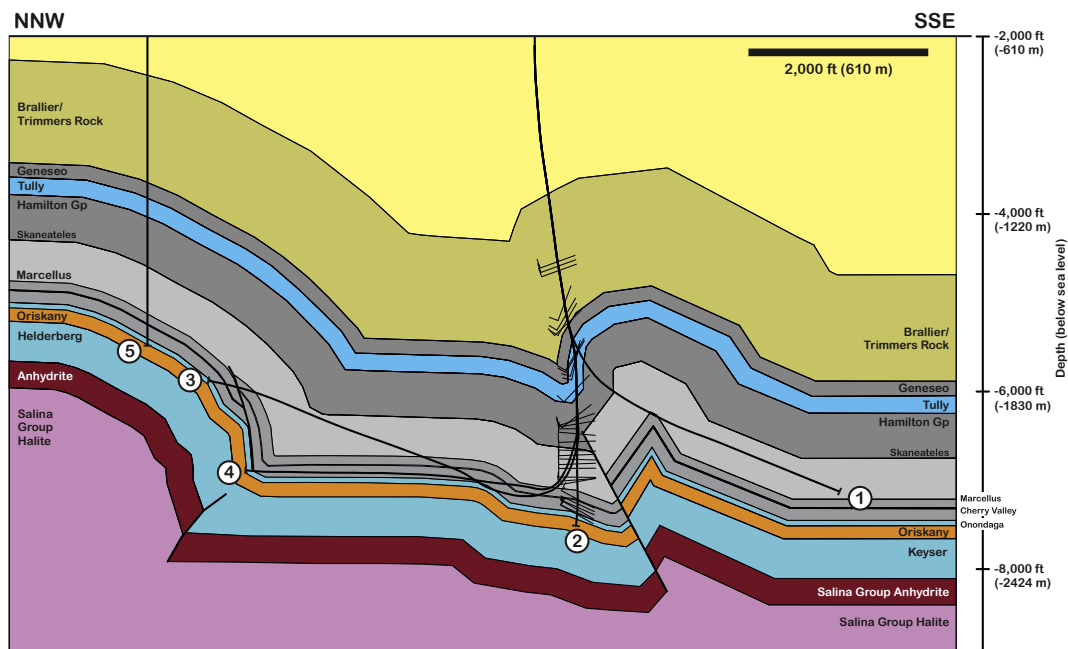 NNW
SSE
-2,000 ft
(-610 m)
2,000 ft (610 m)
Brallier/
Trimmers Rock
Geneseo
Tully
Hamilton Gp
-4,000 ft
(-1220 m)
Skaneateles
Depth (below sea level)
Marcellus
Oriskany
Helderberg
Brallier/
Trimmers Rock
5
3
Anhydrite
Geneseo
-6,000 ft
(-1830 m)
Tully
Salina
Group
Halite
Hamilton Gp
Skaneateles
4
1
Marcellus
Cherry Valley
Onondaga
2
Oriskany
Keyser
-8,000 ft
(-2424 m)
Salina Group Anhydrite
Salina Group Halite